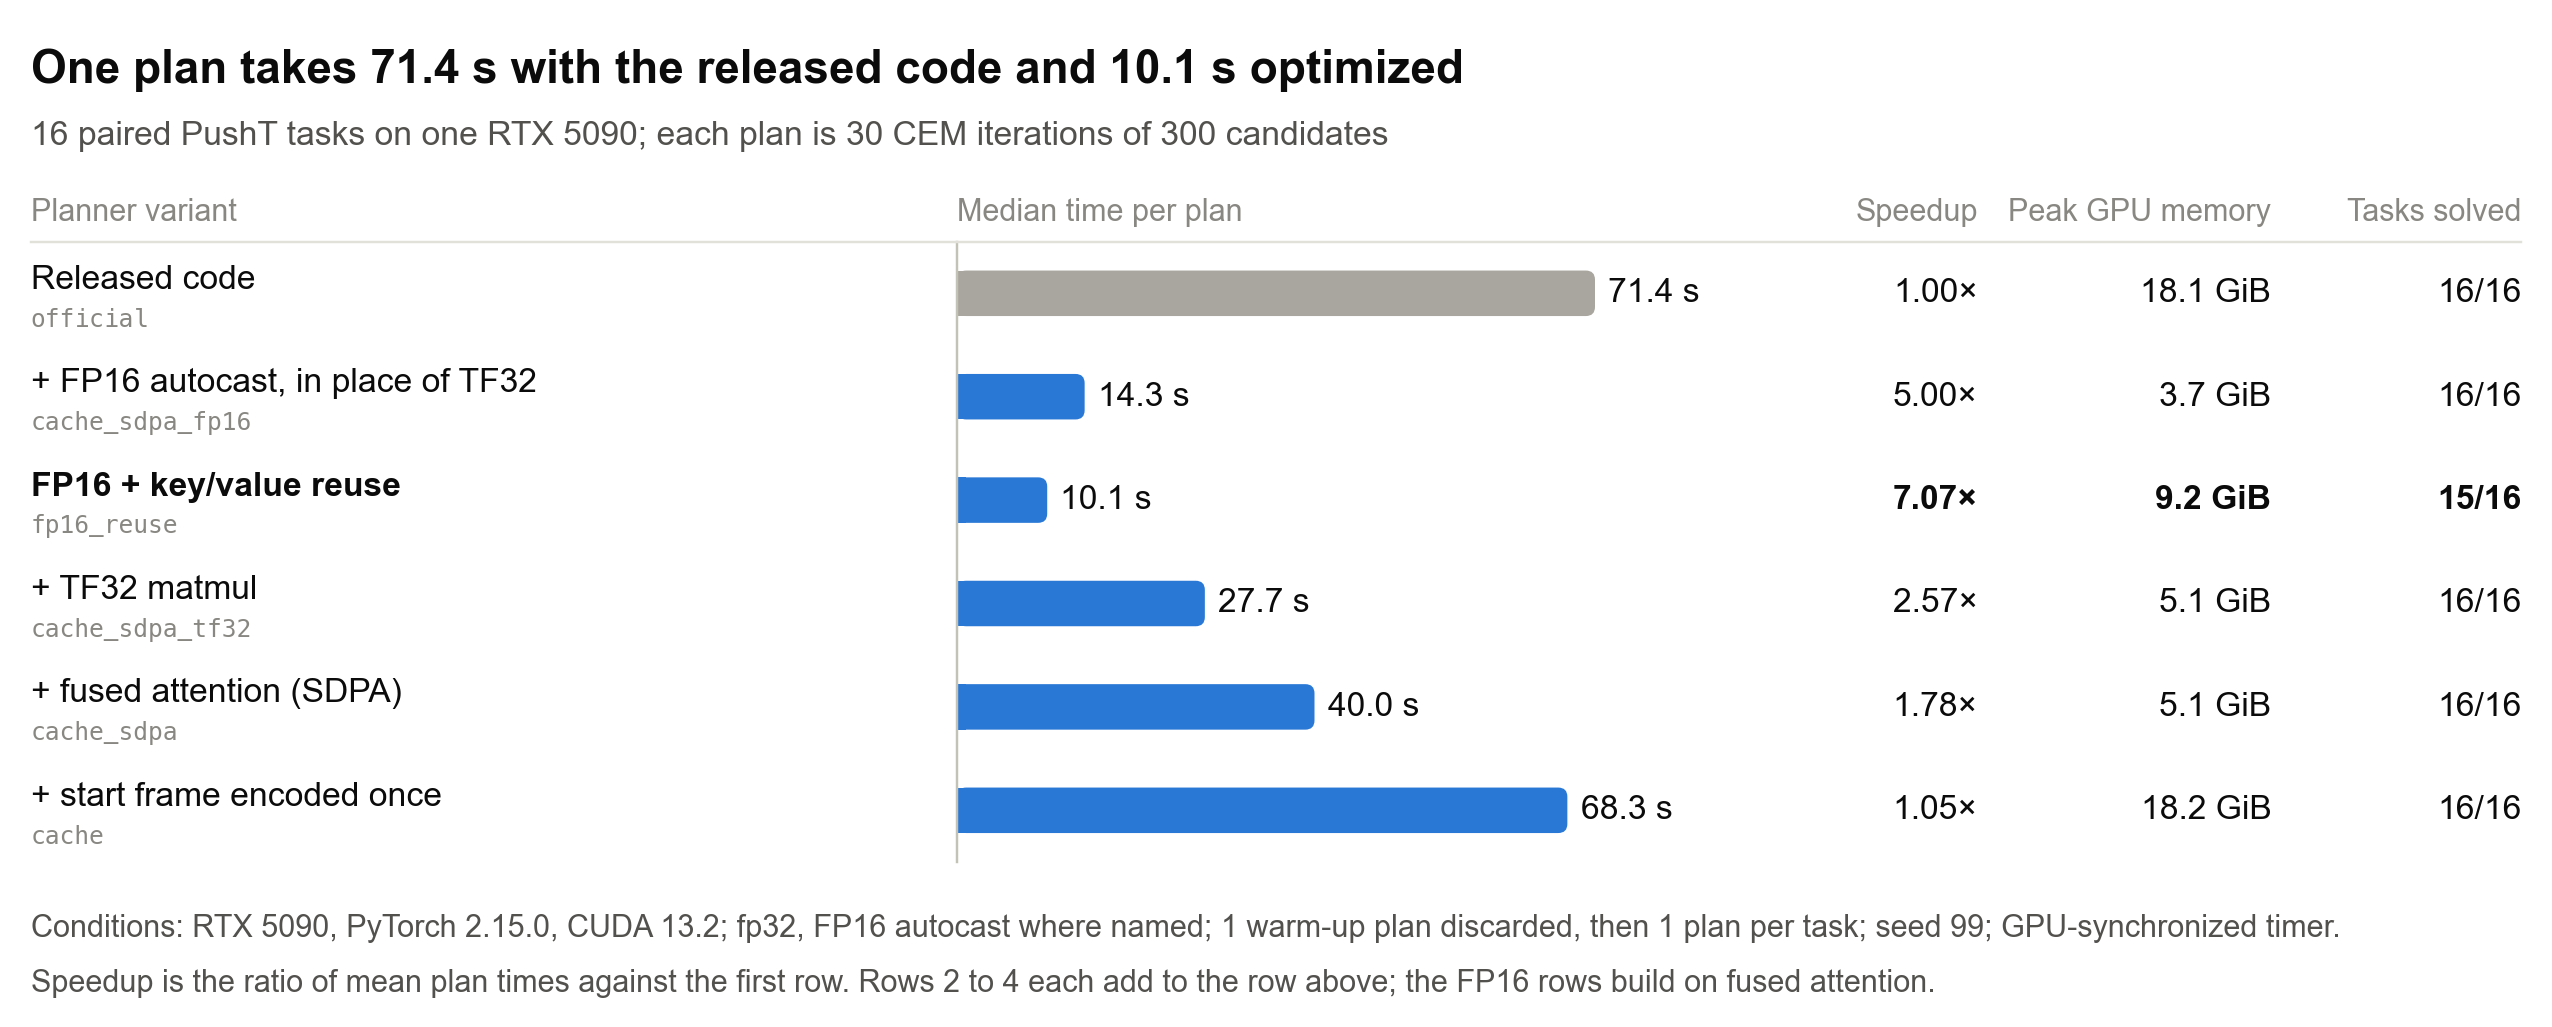 One plan takes 71.4 s with the released code and 10.1 s optimized
16 paired PushT tasks on one RTX 5090; each plan is 30 CEM iterations of 300 candidates
Planner variant Median time per plan Speedup Peak GPU memory Tasks solved
Released code
official
71.4 s 1.00× 18.1 GiB 16/16
+ FP16 autocast, in place of TF32
cache_sdpa_fp16
14.3 s 5.00× 3.7 GiB 16/16
FP16 + key/value reuse
fp16_reuse
10.1 s 7.07× 9.2 GiB 15/16
+ TF32 matmul
cache_sdpa_tf32
27.7 s 2.57× 5.1 GiB 16/16
+ fused attention (SDPA)
cache_sdpa
40.0 s 1.78× 5.1 GiB 16/16
+ start frame encoded once
cache
68.3 s 1.05× 18.2 GiB 16/16
Conditions: RTX 5090, PyTorch 2.15.0, CUDA 13.2; fp32, FP16 autocast where named; 1 warm-up plan discarded, then 1 plan per task; seed 99; GPU-synchronized timer.
Speedup is the ratio of mean plan times against the first row. Rows 2 to 4 each add to the row above; the FP16 rows build on fused attention.